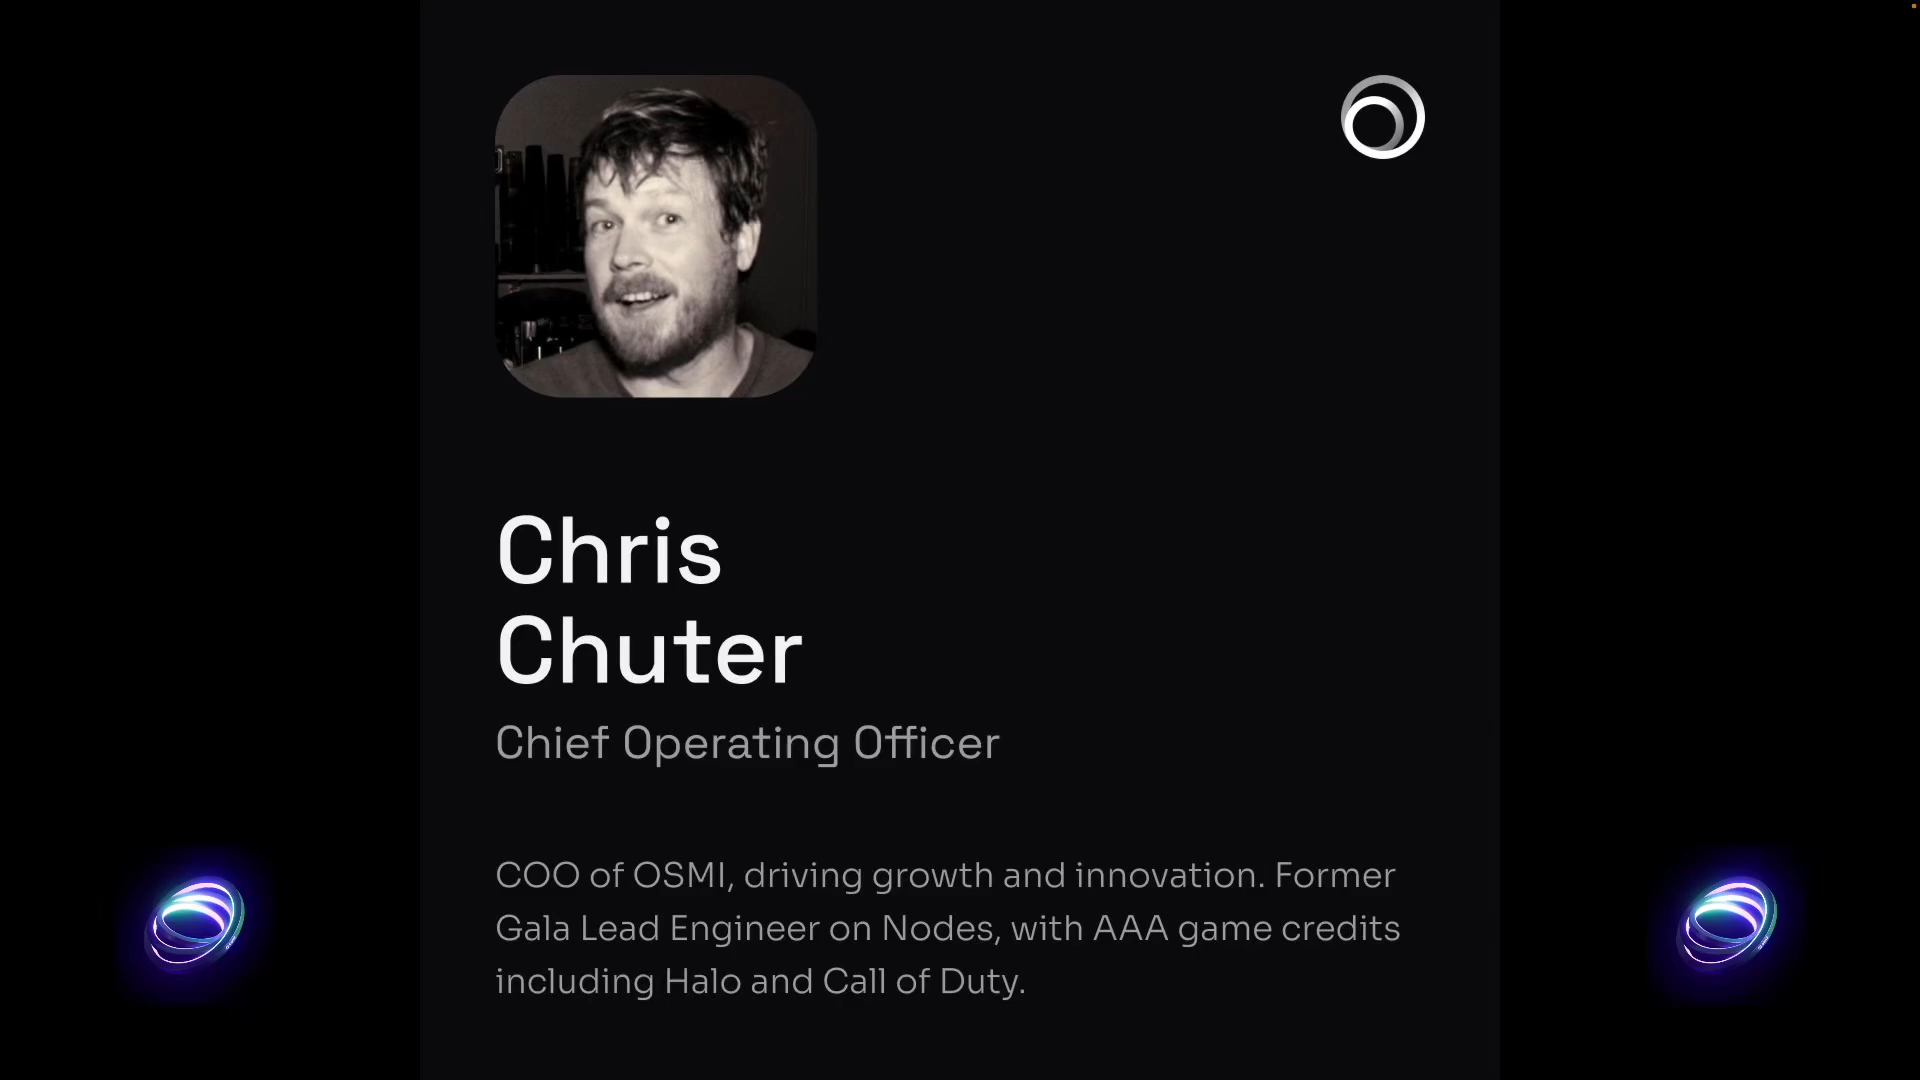 Chris
Chuter
Chief Operating Officer
COO of OSMI, driving growth and innovation. Former
Gala Lead Engineer on Nodes, with AAA game credits
including Halo and Call of Duty.